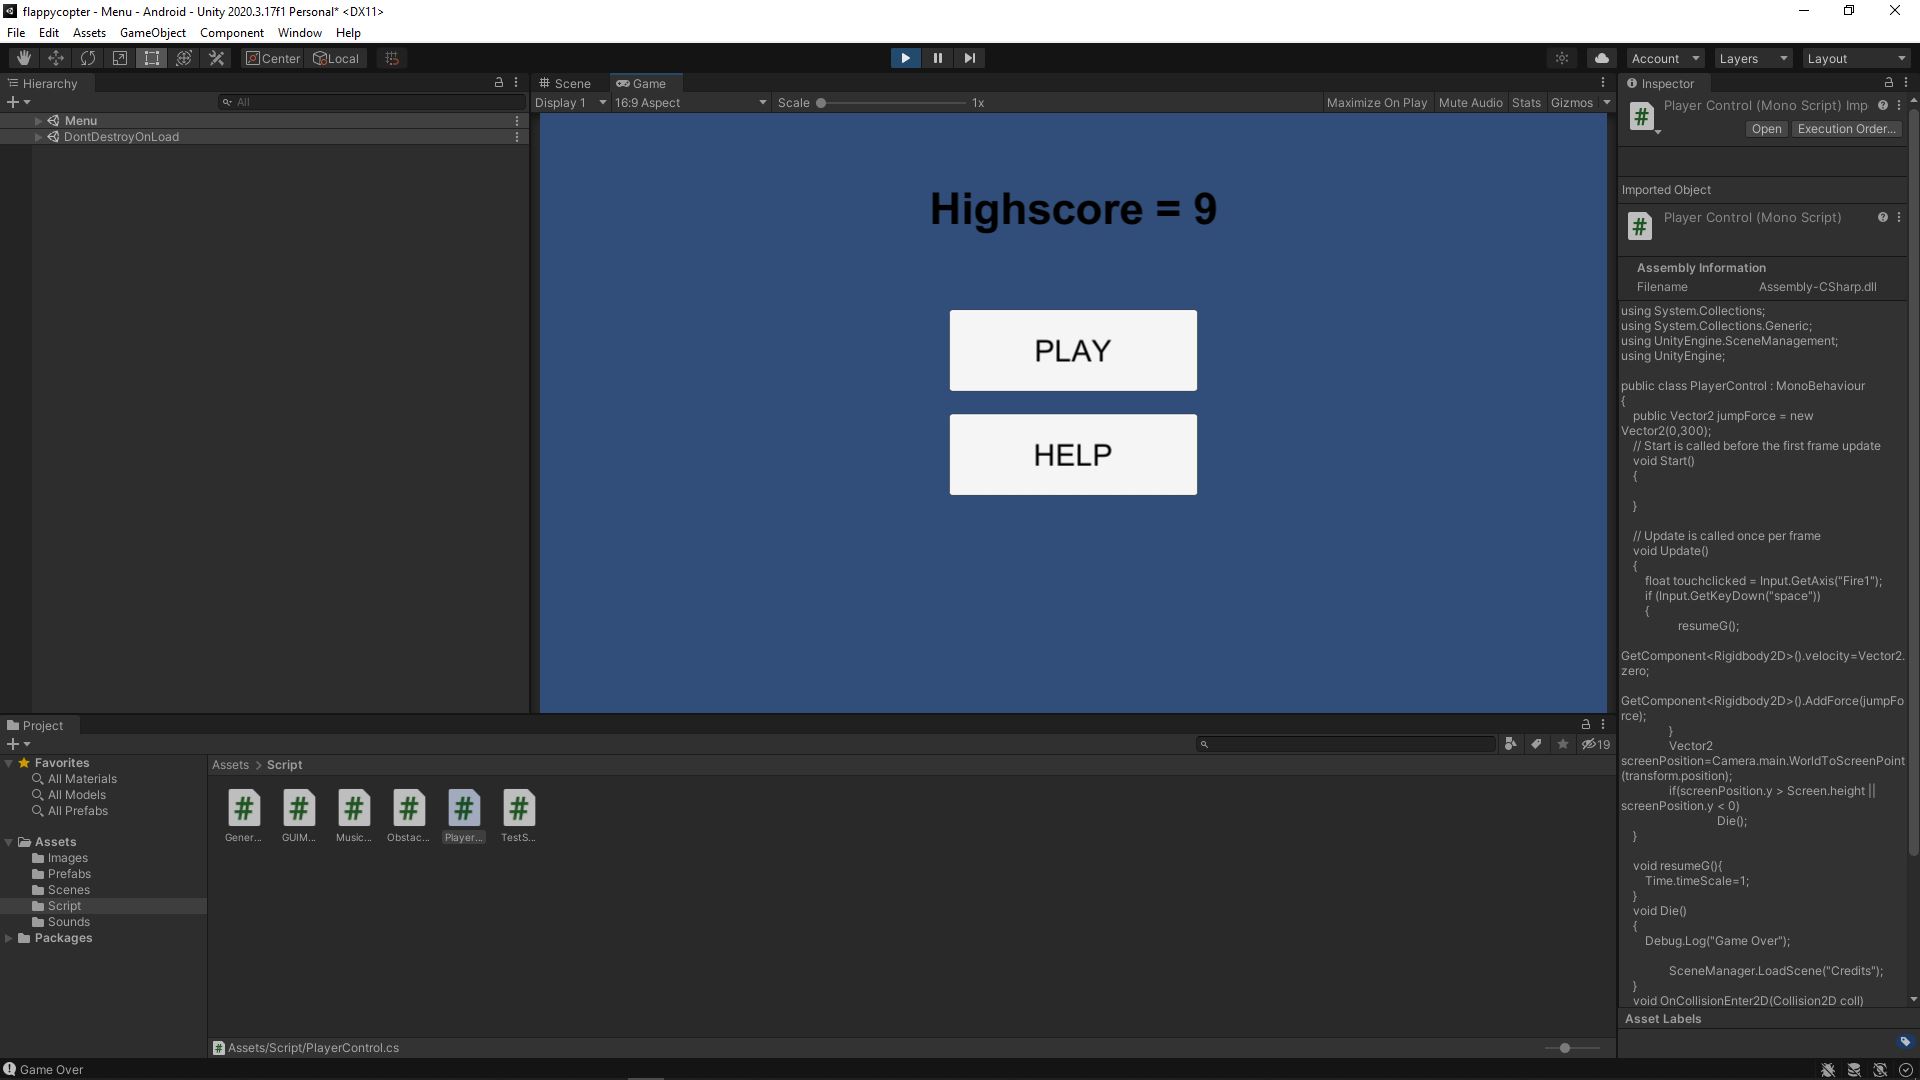 flappycopter - Menu - Android - Unity 2020.3.17f1 Personal* <DX11>
File Edit Assets GameObject Component Window Help
Center Local
Account Layers Layout
Hierarchy
All
Menu
DontDestroyOnLoad
Scene Game
Display 1 16:9 Aspect Scale 1x Maximize On Play Mute Audio Stats Gizmos
Highscore = 9
PLAY
HELP
Inspector
Player Control (Mono Script) Imp
Open Execution Order...
Imported Object
Player Control (Mono Script)
Assembly Information
Filename Assembly-CSharp.dll
using System.Collections;
using System.Collections.Generic;
using UnityEngine.SceneManagement;
using UnityEngine;
public class PlayerControl : MonoBehaviour
{
public Vector2 jumpForce = new
Vector2(0,300);
// Start is called before the first frame update
void Start()
{
}
// Update is called once per frame
void Update()
{
float touchclicked = Input.GetAxis("Fire1");
if (Input.GetKeyDown("space"))
{
resumeG();
GetComponent<Rigidbody2D>().velocity=Vector2.
zero;
GetComponent<Rigidbody2D>().AddForce(jumpFo
rce);
}
Vector2
screenPosition=Camera.main.WorldToScreenPoint
(transform.position);
if(screenPosition.y > Screen.height ||
screenPosition.y < 0)
Die();
}
void resumeG(){
Time.timeScale=1;
}
void Die()
{
Debug.Log("Game Over");
SceneManager.LoadScene("Credits");
}
void OnCollisionEnter2D(Collision2D coll)
Asset Labels
Project
19
Favorites
All Materials
All Models
All Prefabs
Assets
Images
Prefabs
Scenes
Script
Sounds
Packages
Assets > Script
Gener... GUIM... Music... Obstac... Player... TestS...
Assets/Script/PlayerControl.cs
Game Over